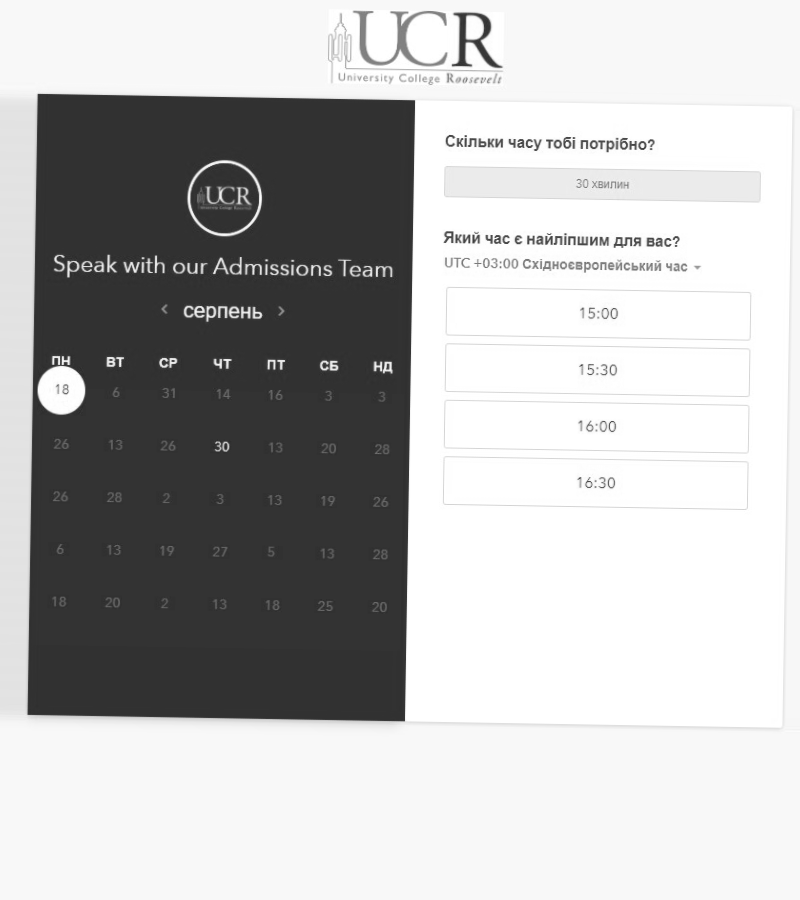 UCR
University College Roosevelt
UCR
University College Roosevelt
Speak with our Admissions Team
серпень
ПН ВТ СР ЧТ ПТ СБ НД
18 6 31 14 16 3 3
26 13 26 30 13 20 28
26 28 2 3 13 19 26
6 13 19 27 5 13 28
18 20 2 13 18 25 20
Скільки часу тобі потрібно?
30 хвилин
Який час є найліпшим для вас?
UTC +03:00 Східноєвропейський час
15:00
15:30
16:00
16:30